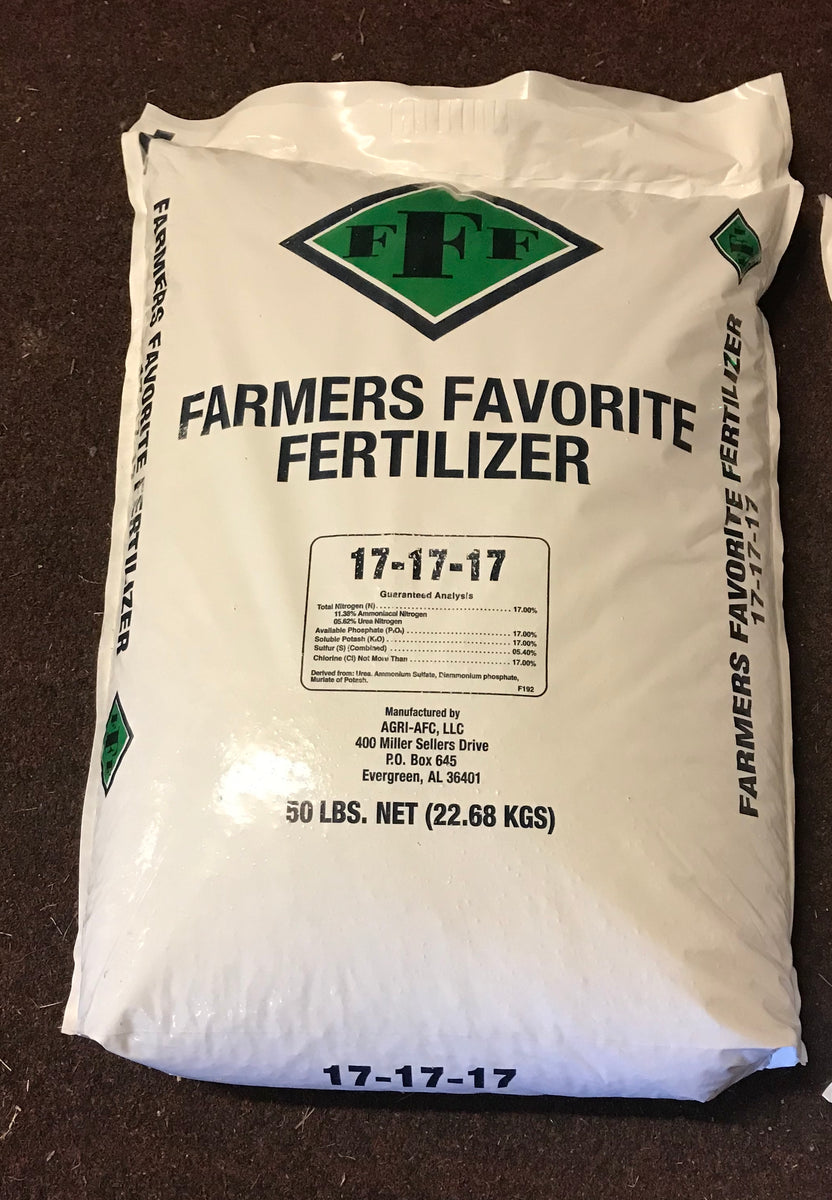 F F F
FARMERS FAVORITE
FERTILIZER
17-17-17
Guaranteed Analysis
Total Nitrogen (N) 17.00%
11.38% Ammoniacal Nitrogen
05.62% Urea Nitrogen
Available Phosphate (P₂O₅) 17.00%
Soluble Potash (K₂O) 17.00%
Sulfur (S) (Combined) 05.40%
Chlorine (Cl) Not More Than 17.00%
Derived from: Urea, Ammonium Sulfate, Diammonium phosphate,
Muriate of Potash.
F192
Manufactured by
AGRI-AFC, LLC
400 Miller Sellers Drive
P.O. Box 645
Evergreen, AL 36401
50 LBS. NET (22.68 KGS)
17-17-17
FARMERS FAVORITE FERTILIZER
FFF
FFF
FARMERS FAVORITE FERTILIZER
17-17-17